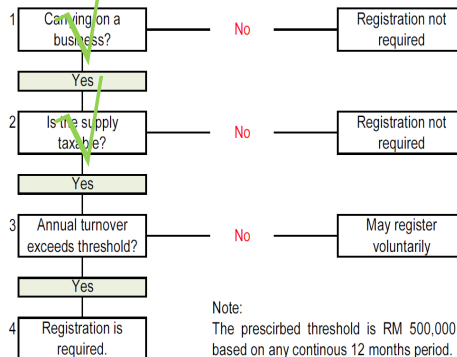 1
Carrying on a
business?
No
Registration not
required
Yes
2
Is the supply
taxable?
No
Registration not
required
Yes
3
Annual turnover
exceeds threshold?
No
May register
voluntarily
Yes
4
Registration is
required.
Note:
The prescirbed threshold is RM 500,000
based on any continous 12 months period.